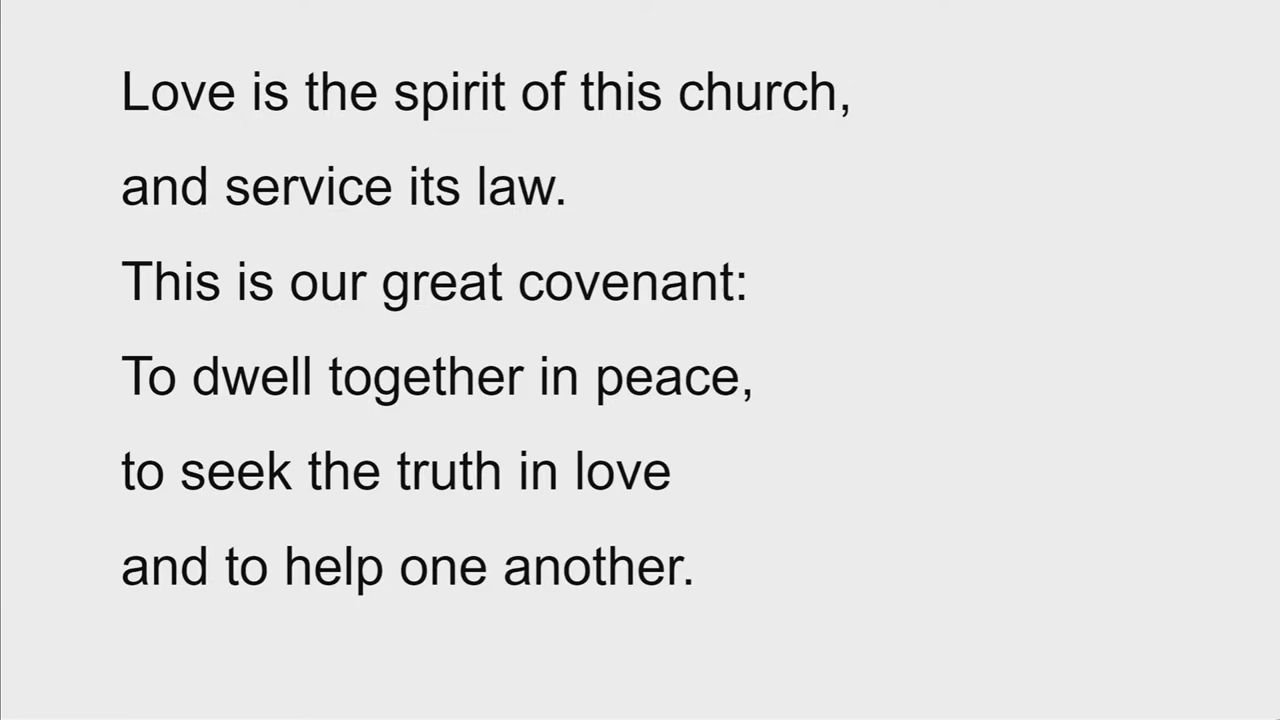 Love is the spirit of this church,
and service its law.
This is our great covenant:
To dwell together in peace,
to seek the truth in love
and to help one another.